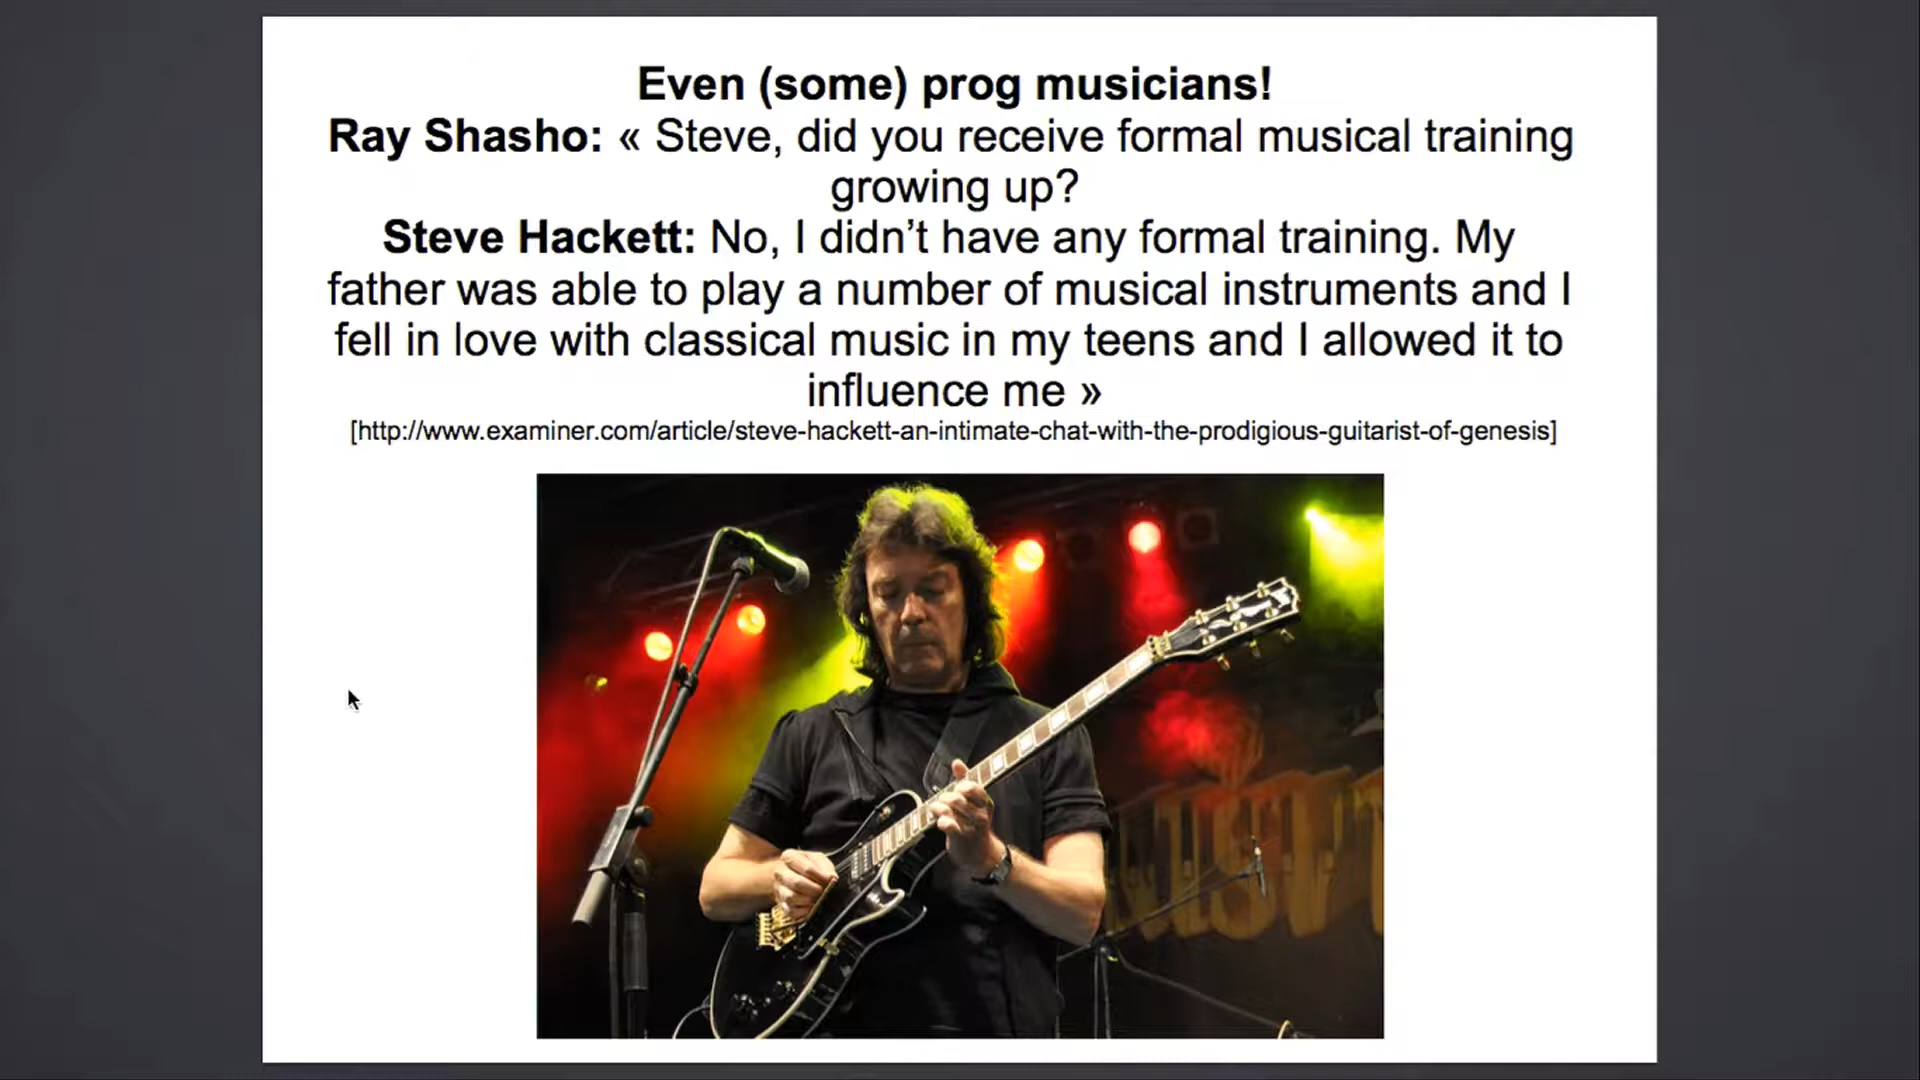 Even (some) prog musicians!
Ray Shasho: « Steve, did you receive formal musical training
growing up?
Steve Hackett: No, I didn’t have any formal training. My
father was able to play a number of musical instruments and I
fell in love with classical music in my teens and I allowed it to
influence me »
[http://www.examiner.com/article/steve-hackett-an-intimate-chat-with-the-prodigious-guitarist-of-genesis]